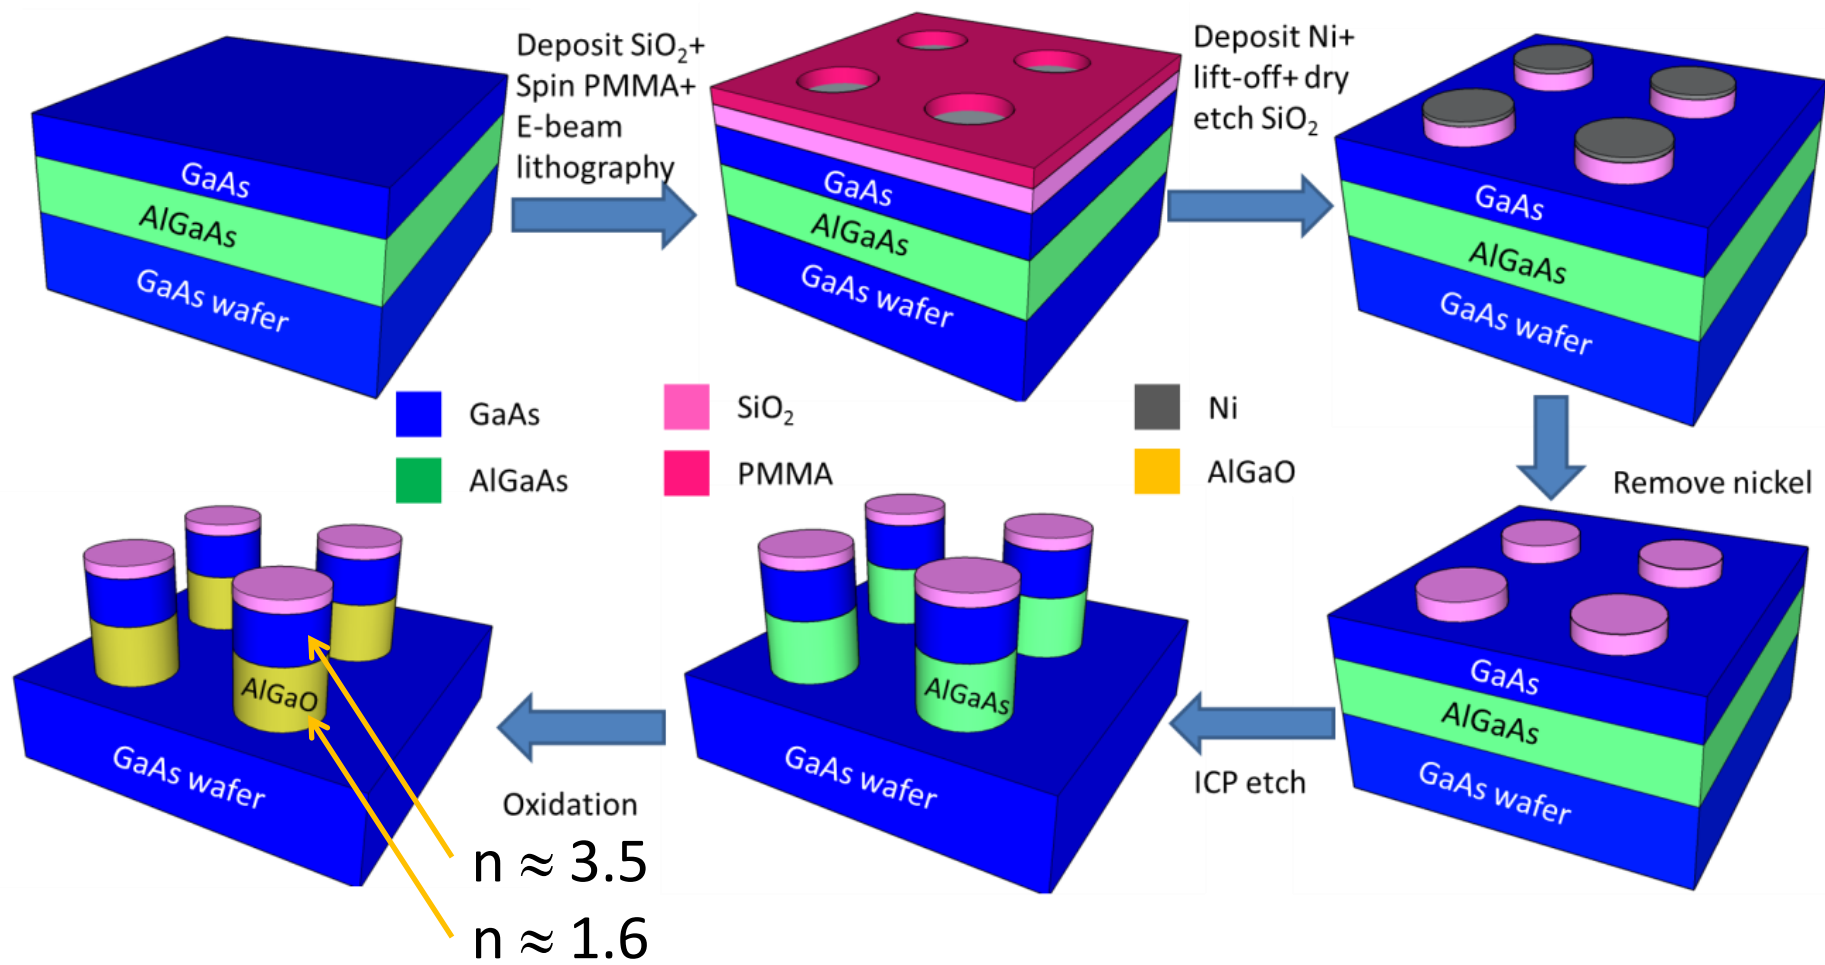 Deposit SiO₂+
Spin PMMA+
E-beam
lithography
Deposit Ni+
lift-off+ dry
etch SiO₂
GaAs
AlGaAs
GaAs wafer
GaAs
AlGaAs
GaAs wafer
GaAs
AlGaAs
GaAs wafer
GaAs
SiO₂
Ni
AlGaAs
PMMA
AlGaO
Remove nickel
GaAs
AlGaAs
GaAs wafer
ICP etch
AlGaAs
GaAs wafer
Oxidation
AlGaO
GaAs wafer
n ≈ 3.5
n ≈ 1.6